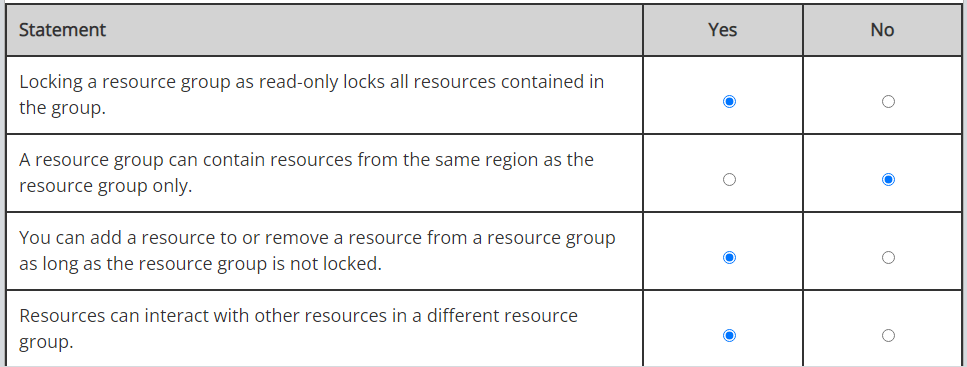 Statement Yes No
Locking a resource group as read-only locks all resources contained in
the group.
A resource group can contain resources from the same region as the
resource group only.
You can add a resource to or remove a resource from a resource group
as long as the resource group is not locked.
Resources can interact with other resources in a different resource
group.